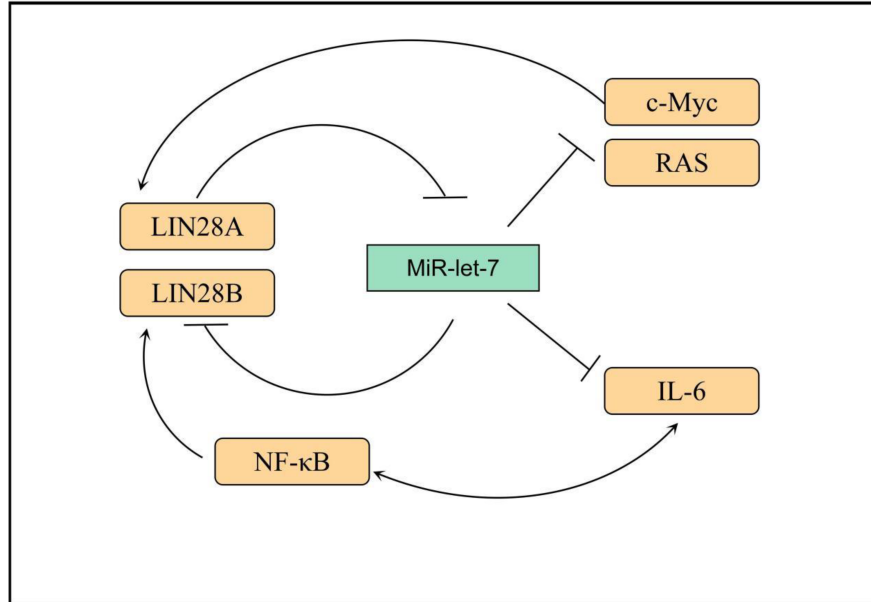 c-Myc
RAS
LIN28A
MiR-let-7
LIN28B
IL-6
NF-κB